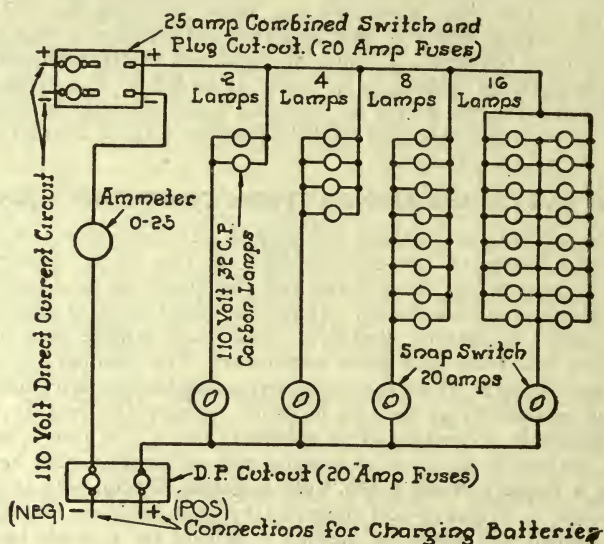 25 amp Combined Switch and
Plug Cut-out. (20 Amp Fuses)
+
+
-
-
2
Lamps
4
Lamps
8
Lamps
16
Lamps
Ammeter
0-25
110 Volt Direct Current Circuit
110 Volt 32 C.P.
Carbon Lamps
Snap Switch
20 amps
D.P. Cut-out (20 Amp Fuses)
(NEG) - + (POS)
Connections for Charging Batteries